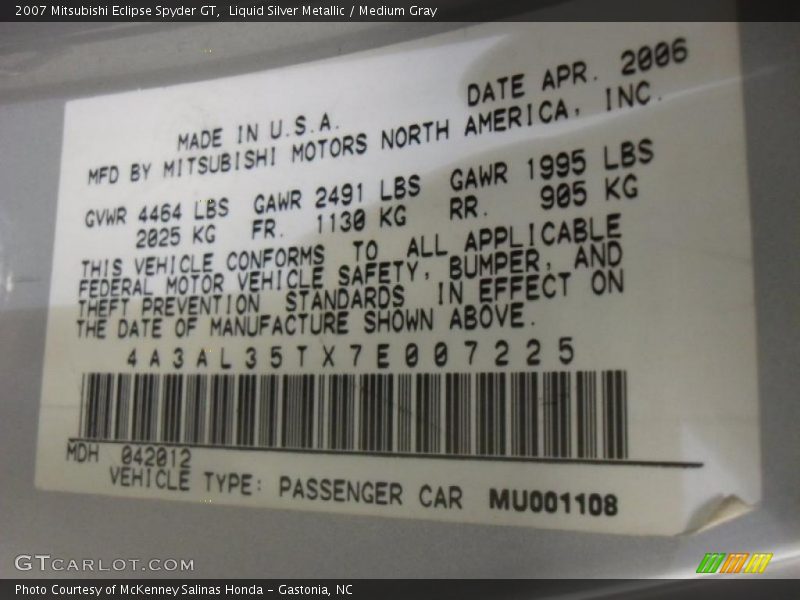 2007 Mitsubishi Eclipse Spyder GT,  Liquid Silver Metallic / Medium Gray
DATE APR. 2006
MADE IN U.S.A.
MFD BY MITSUBISHI MOTORS NORTH AMERICA, INC.
GVWR 4464 LBS GAWR 2491 LBS GAWR 1995 LBS
2025 KG FR. 1130 KG RR. 905 KG
THIS VEHICLE CONFORMS TO ALL APPLICABLE
FEDERAL MOTOR VEHICLE SAFETY, BUMPER, AND
THEFT PREVENTION STANDARDS IN EFFECT ON
THE DATE OF MANUFACTURE SHOWN ABOVE.
4A3AL35TX7E007225
MDH 042012
VEHICLE TYPE: PASSENGER CAR MU001108
GTCARLOT.COM
Photo Courtesy of McKenney Salinas Honda – Gastonia, NC